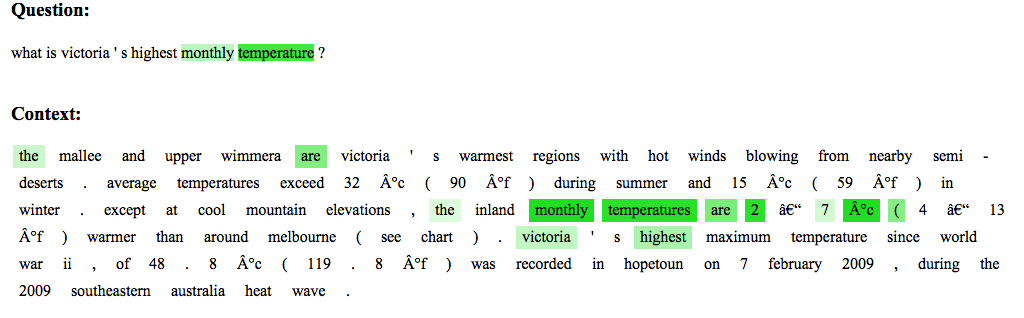 Question:
what is victoria ' s highest monthly temperature ?
Context:
the mallee and upper wimmera are victoria ' s warmest regions with hot winds blowing from nearby semi -
deserts . average temperatures exceed 32 Â°c ( 90 Â°f ) during summer and 15 Â°c ( 59 Â°f ) in
winter . except at cool mountain elevations , the inland monthly temperatures are 2 â€“ 7 Â°c ( 4 â€“ 13
Â°f ) warmer than around melbourne ( see chart ) . victoria ' s highest maximum temperature since world
war ii , of 48 . 8 Â°c ( 119 . 8 Â°f ) was recorded in hopetoun on 7 february 2009 , during the
2009 southeastern australia heat wave .